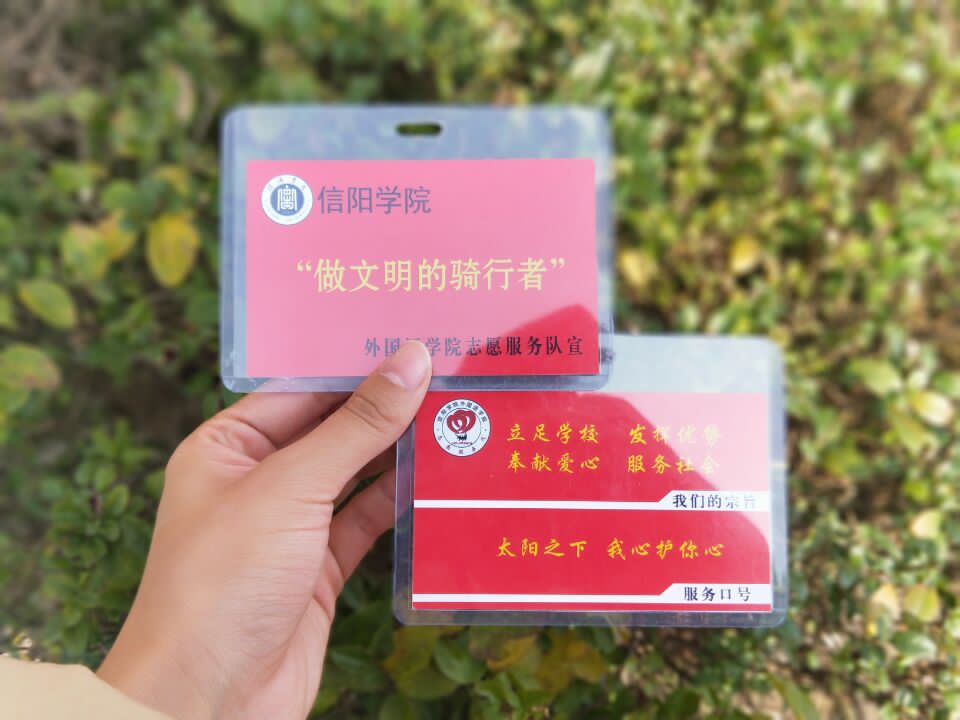 信阳学院
“做文明的骑行者”
外国 学院志愿服务队宣
立足学校 发挥优势
奉献爱心 服务社会
我们的宗旨
太阳之下 我心护你心
服务口号